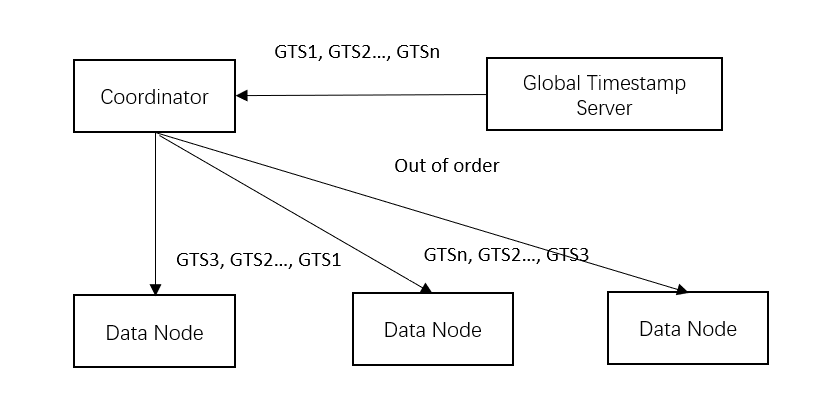 GTS1, GTS2..., GTSn
Coordinator
Global Timestamp
Server
Out of order
GTS3, GTS2..., GTS1
GTSn, GTS2..., GTS3
Data Node
Data Node
Data Node